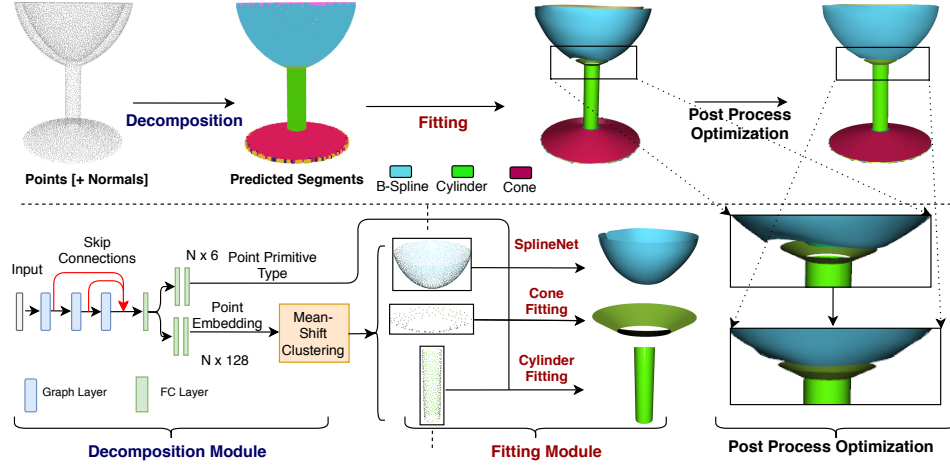 Decomposition
Fitting
Post Process
Optimization
Points [+ Normals]
Predicted Segments
B-Spline
Cylinder
Cone
Input
Skip
Connections
N x 6
Point Primitive
Type
Point
Embedding
N x 128
Mean-
Shift
Clustering
Graph Layer
FC Layer
SplineNet
Cone
Fitting
Cylinder
Fitting
Decomposition Module
Fitting Module
Post Process Optimization